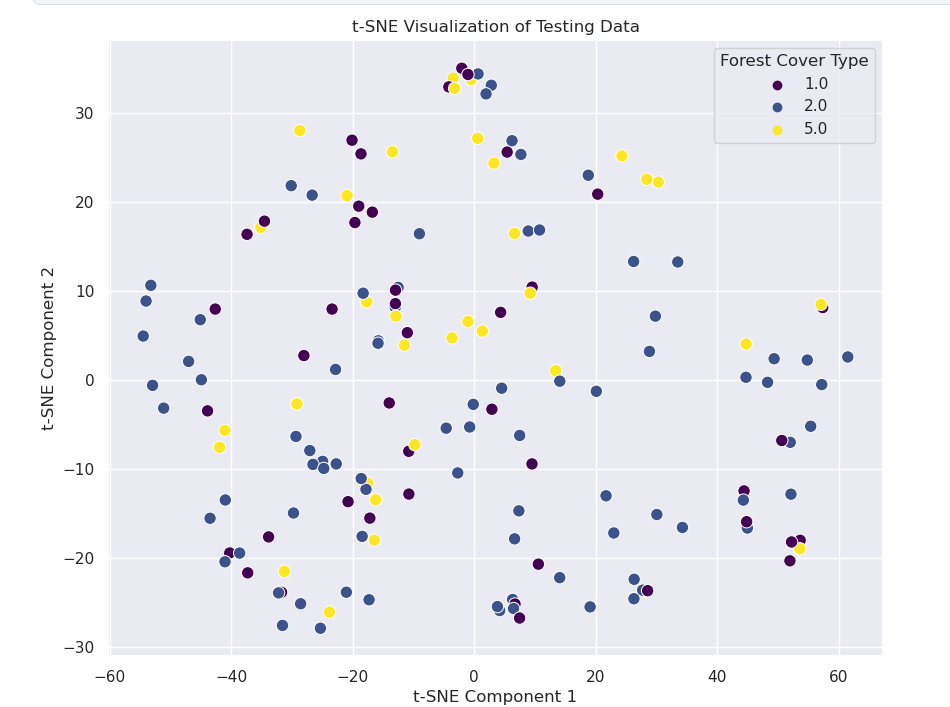 t-SNE Visualization of Testing Data
Forest Cover Type
1.0
2.0
5.0
30
20
10
0
−10
−20
−30
t-SNE Component 2
−60 −40 −20 0 20 40 60
t-SNE Component 1